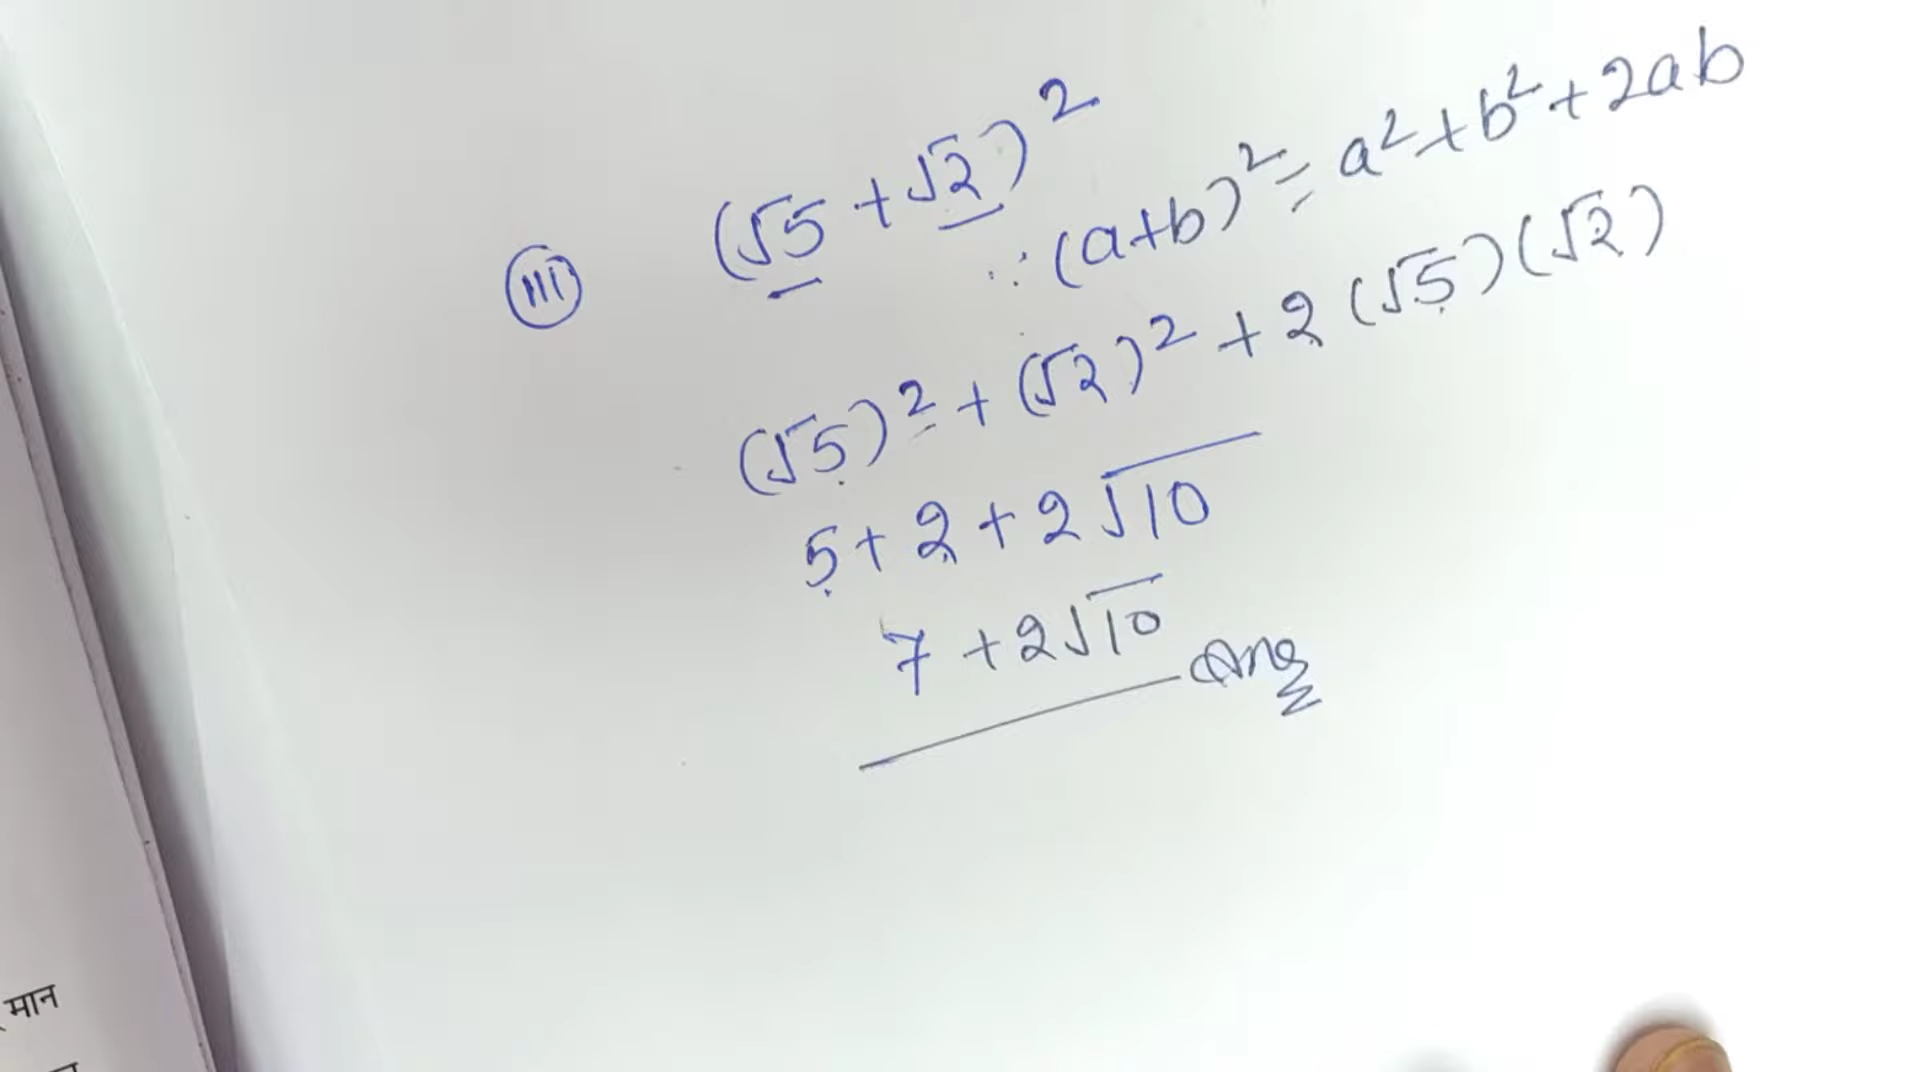 (iii) (√5 + √2)²
∵ (a+b)² = a² + b² + 2ab
(√5)² + (√2)² + 2(√5)(√2)
5 + 2 + 2√10
7 + 2√10 Ans
मान